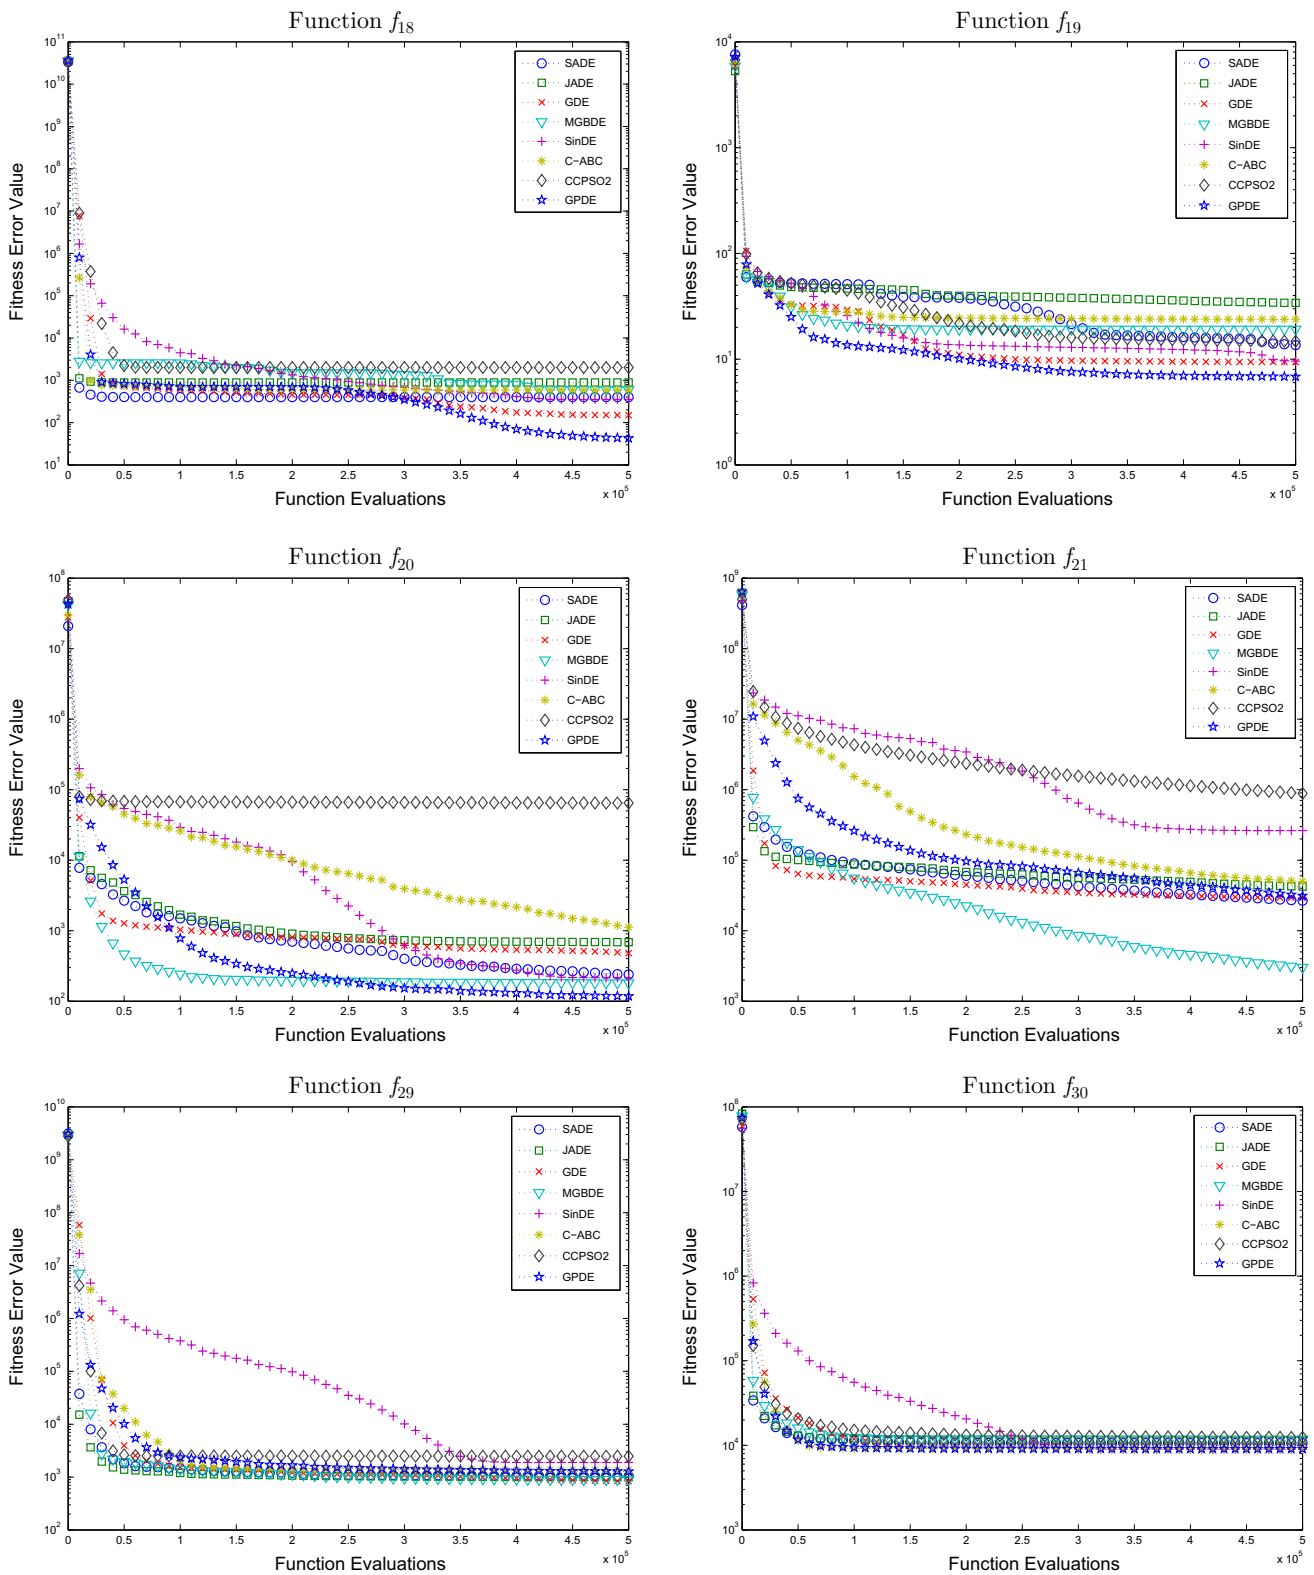 Function f18
10^11
10^10
10^9
10^8
10^7
10^6
10^5
10^4
10^3
10^2
10^1
Fitness Error Value
SADE
JADE
GDE
MGBDE
SinDE
C−ABC
CCPSO2
GPDE
0 0.5 1 1.5 2 2.5 3 3.5 4 4.5 5
x 10^5
Function Evaluations
Function f19
10^4
10^3
10^2
10^1
10^0
Fitness Error Value
SADE
JADE
GDE
MGBDE
SinDE
C−ABC
CCPSO2
GPDE
0 0.5 1 1.5 2 2.5 3 3.5 4 4.5 5
x 10^5
Function Evaluations
Function f20
10^8
10^7
10^6
10^5
10^4
10^3
10^2
Fitness Error Value
SADE
JADE
GDE
MGBDE
SinDE
C−ABC
CCPSO2
GPDE
0 0.5 1 1.5 2 2.5 3 3.5 4 4.5 5
x 10^5
Function Evaluations
Function f21
10^9
10^8
10^7
10^6
10^5
10^4
10^3
Fitness Error Value
SADE
JADE
GDE
MGBDE
SinDE
C−ABC
CCPSO2
GPDE
0 0.5 1 1.5 2 2.5 3 3.5 4 4.5 5
x 10^5
Function Evaluations
Function f29
10^10
10^9
10^8
10^7
10^6
10^5
10^4
10^3
10^2
Fitness Error Value
SADE
JADE
GDE
MGBDE
SinDE
C−ABC
CCPSO2
GPDE
0 0.5 1 1.5 2 2.5 3 3.5 4 4.5 5
x 10^5
Function Evaluations
Function f30
10^8
10^7
10^6
10^5
10^4
10^3
Fitness Error Value
SADE
JADE
GDE
MGBDE
SinDE
C−ABC
CCPSO2
GPDE
0 0.5 1 1.5 2 2.5 3 3.5 4 4.5 5
x 10^5
Function Evaluations